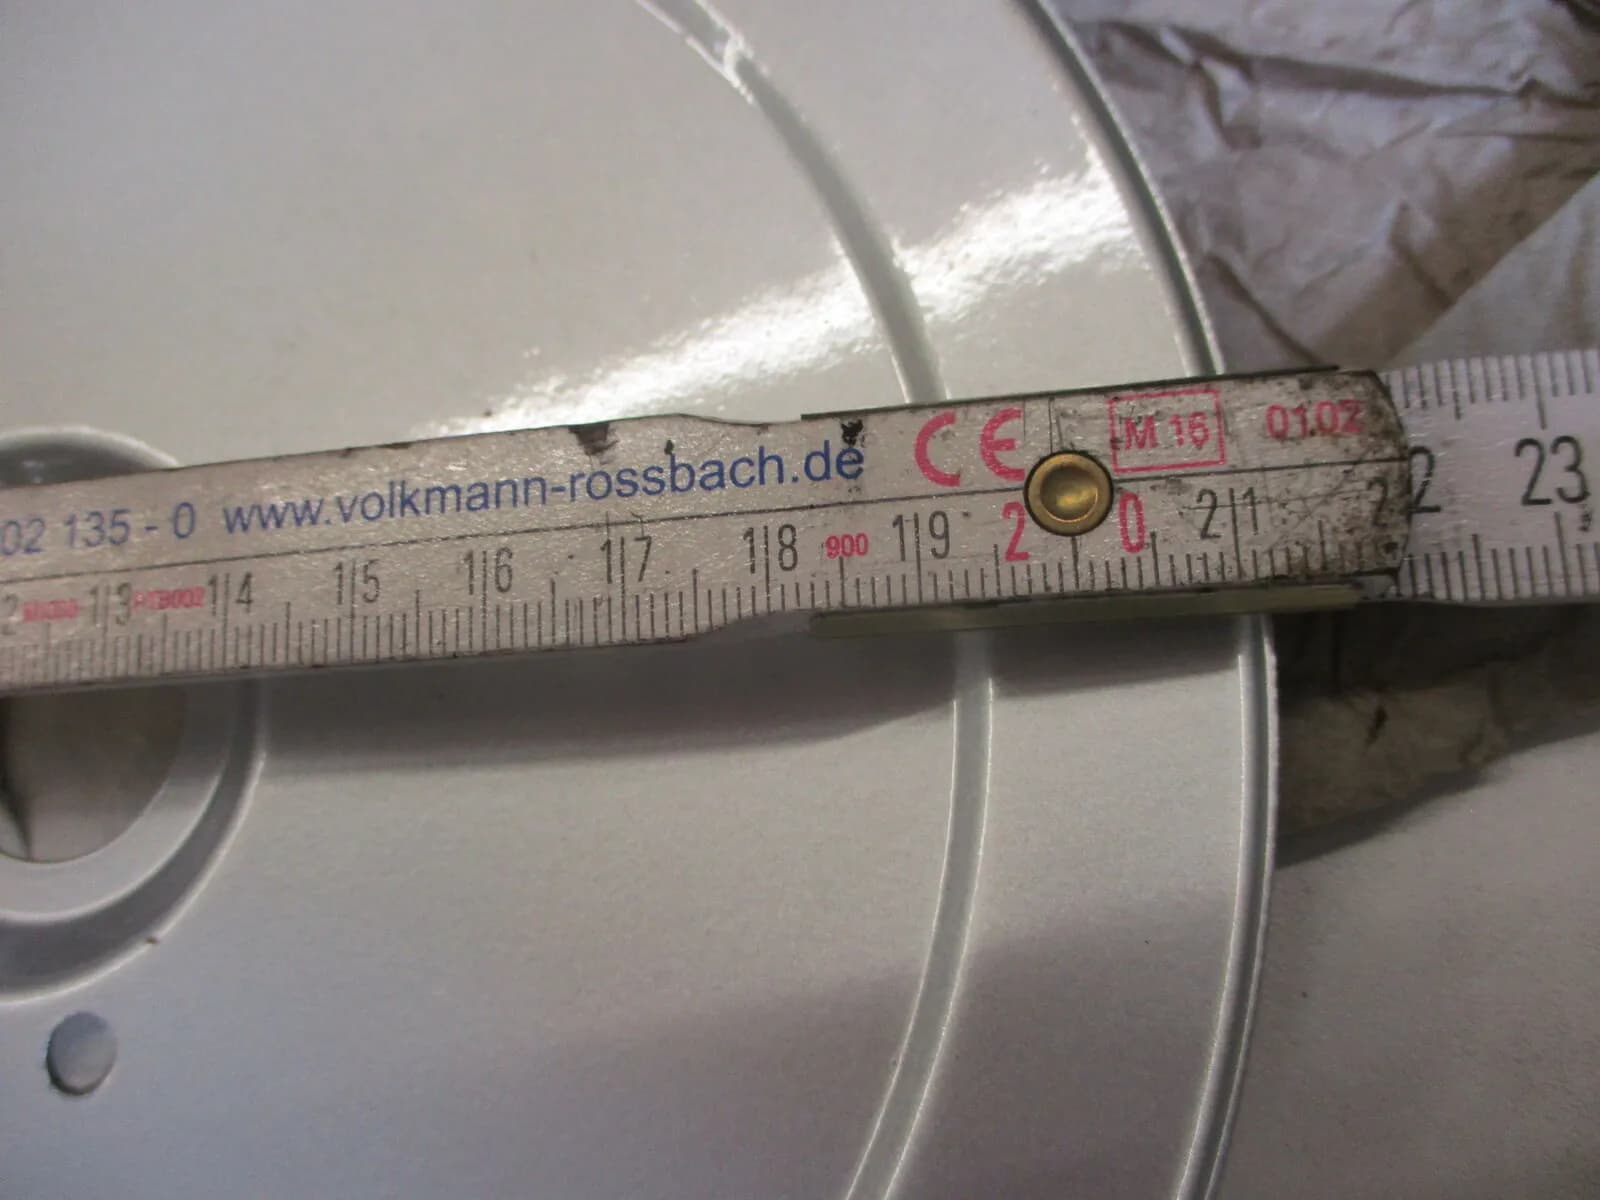 02 135 - 0 www.volkmann-rossbach.de CE M 16 01.02
2 13 14 15 16 17 18 900 19 20 21 22 23